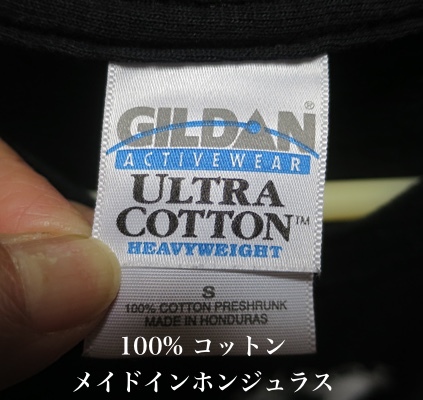 GILDAN®
ACTIVEWEAR
ULTRA
COTTON™
HEAVYWEIGHT
S
100% COTTON PRESHRUNK
MADE IN HONDURAS
100% コットン
メイドインホンジュラス